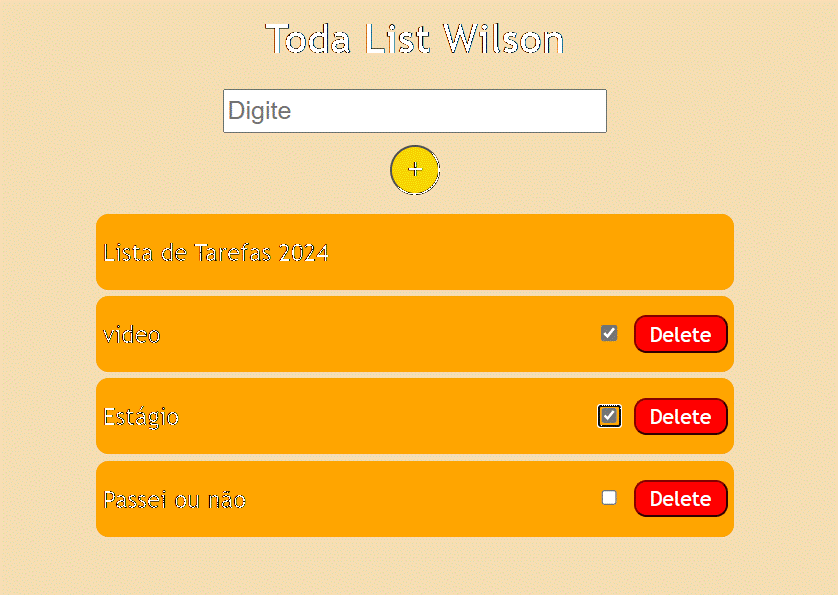 Toda List Wilson
Digite
+
Lista de Tarefas 2024
video Delete
Estágio Delete
Passei ou não Delete